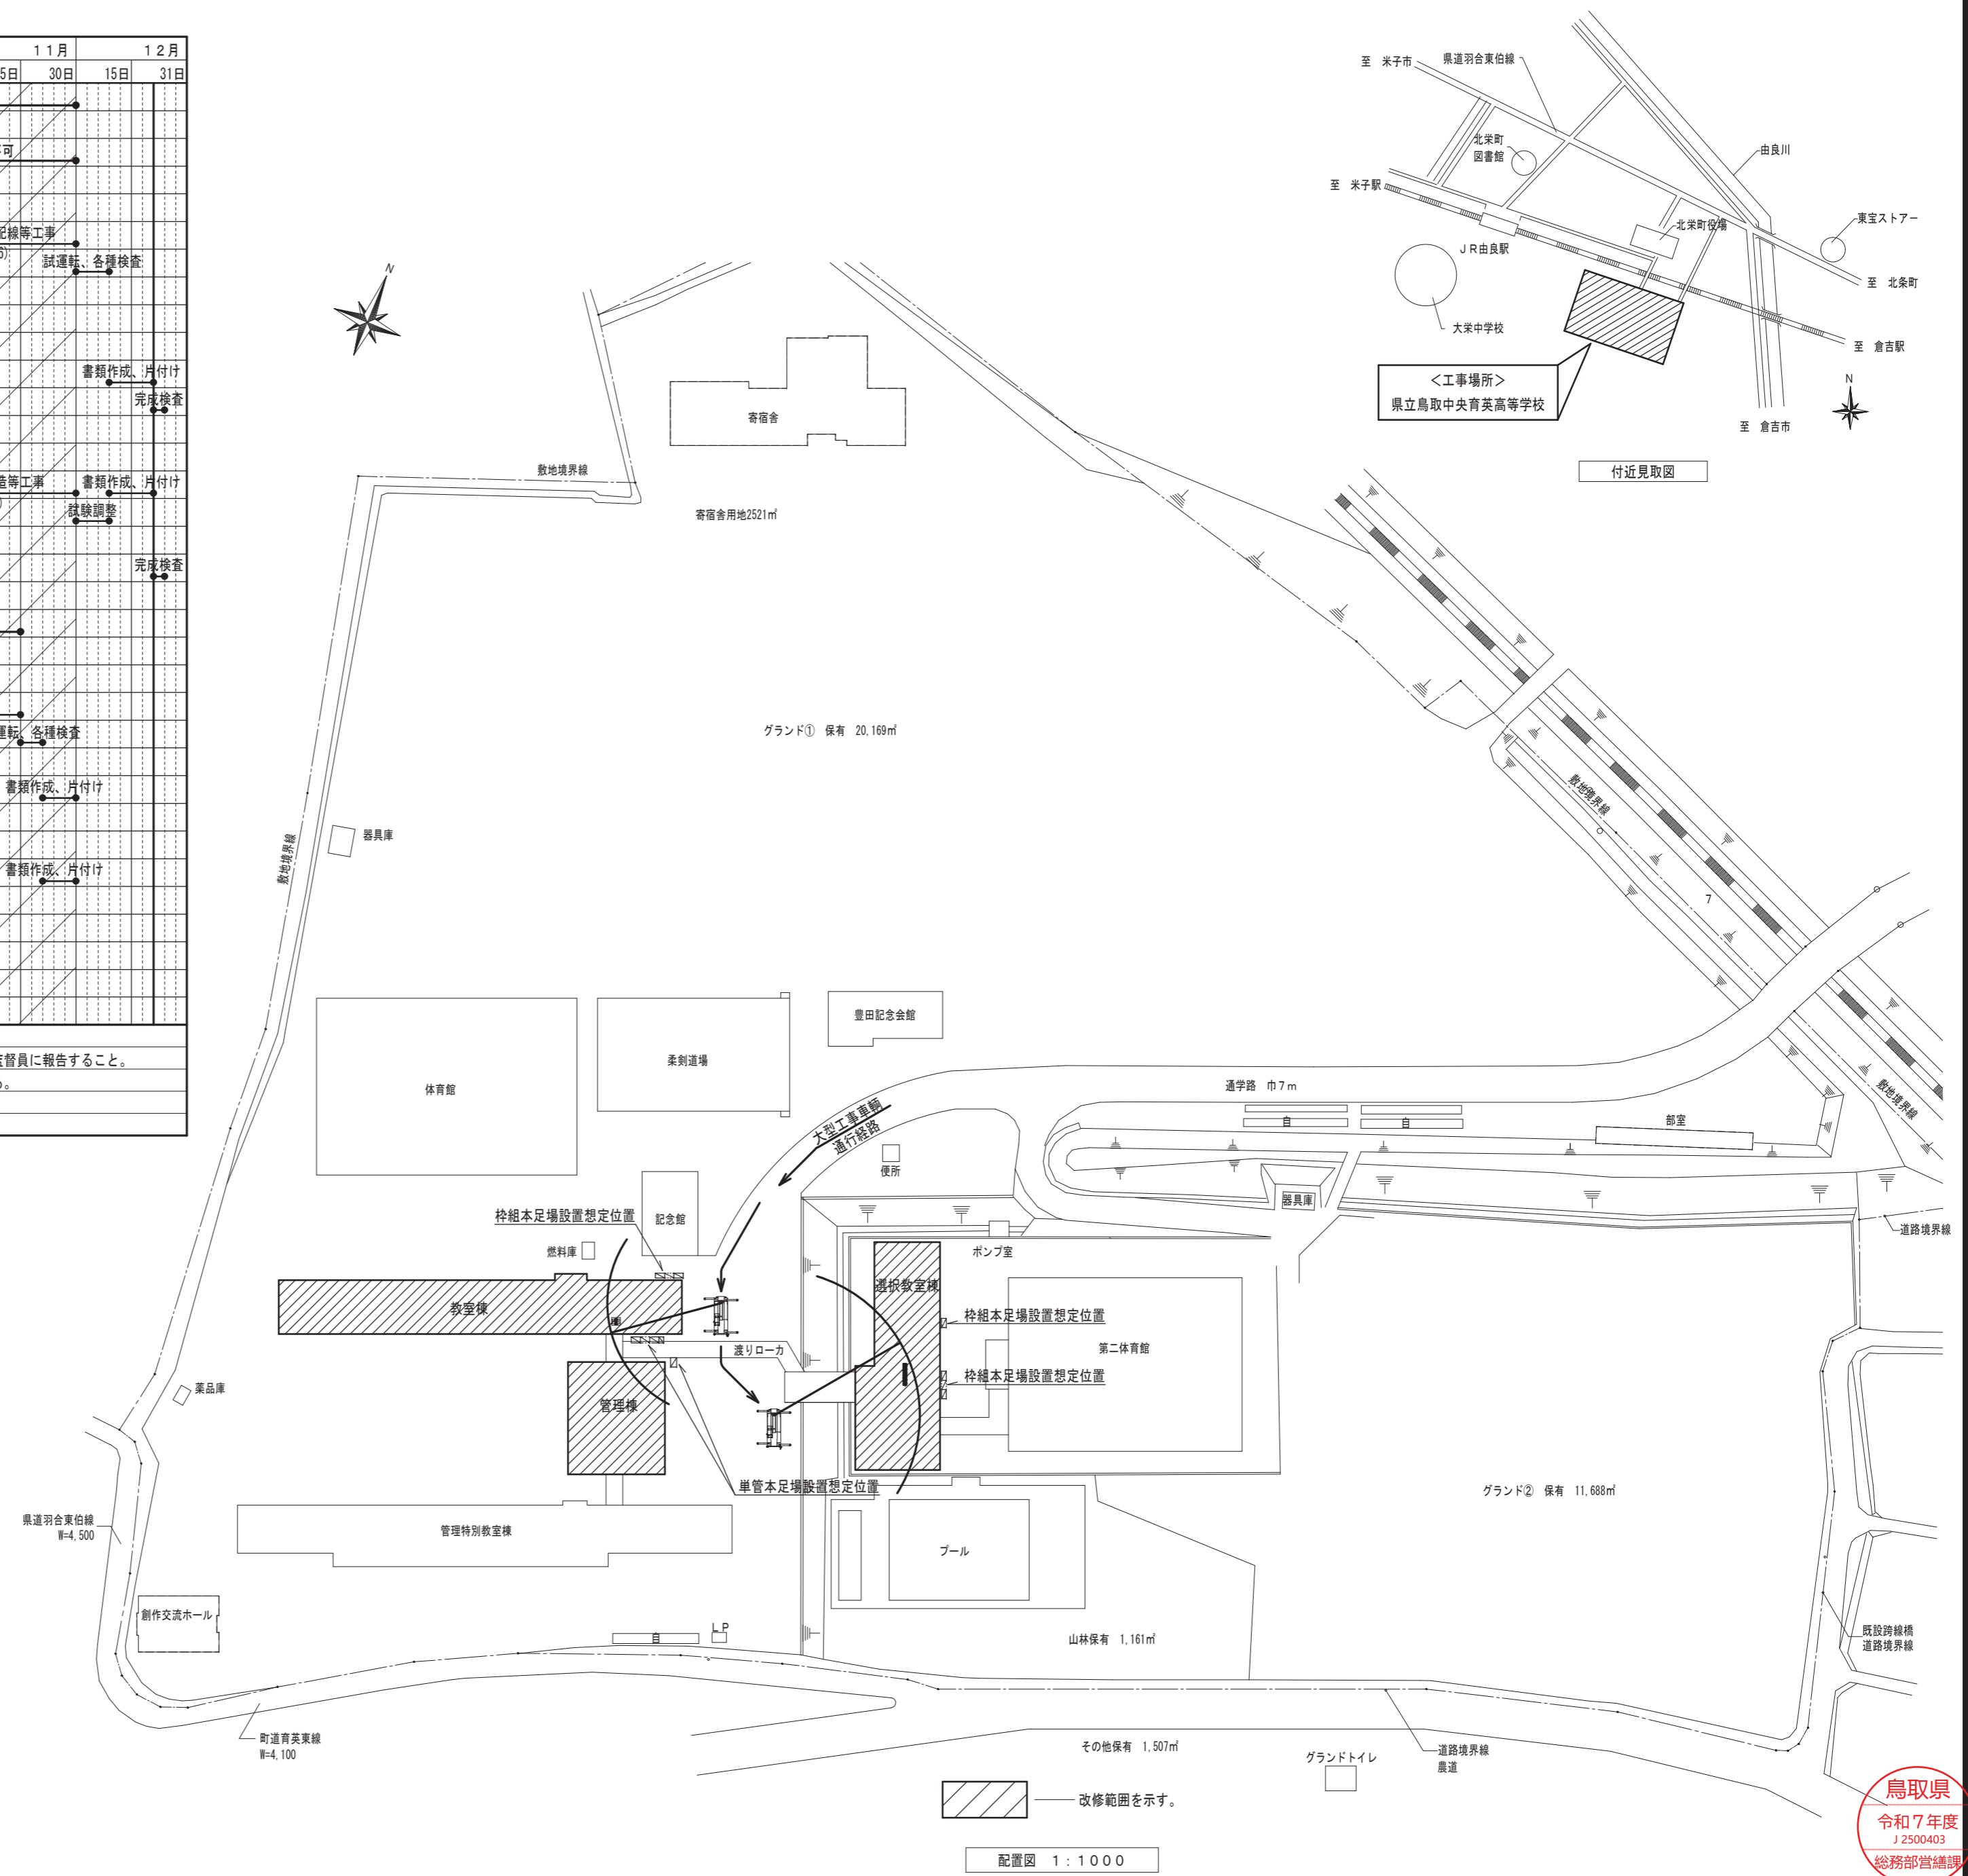 11月 12月
5日 30日 15日 31日
可
配線等工事
試運転、各種検査
書類作成、片付け
完成検査
造等工事
書類作成、片付け
試験調整
完成検査
運転、各種検査
書類作成、片付け
書類作成、片付け
監督員に報告すること。
至 米子市
県道羽合東伯線
北栄町
図書館
由良川
至 米子駅
東宝ストアー
北栄町役場
JR由良駅
至 北条町
大栄中学校
至 倉吉駅
<工事場所>
県立鳥取中央育英高等学校
N
至 倉吉市
付近見取図
N
寄宿舎
敷地境界線
寄宿舎用地2521㎡
グランド① 保有 20,169㎡
敷地境界線
器具庫
敷地境界線
7
敷地境界線
豊田記念会館
柔剣道場
体育館
通学路 巾7m
自
自
部室
大型工事車輌
通行経路
便所
器具庫
道路境界線
枠組本足場設置想定位置
記念館
燃料庫
ポンプ室
選択教室棟
教室棟
枠組本足場設置想定位置
第二体育館
渡りローカ
枠組本足場設置想定位置
薬品庫
管理棟
単管本足場設置想定位置
グランド② 保有 11,688㎡
県道羽合東伯線
W=4,500
管理特別教室棟
プール
創作交流ホール
LP
自
山林保有 1,161㎡
既設跨線橋
道路境界線
町道育英東線
W=4,100
その他保有 1,507㎡
グランドトイレ
道路境界線
農道
改修範囲を示す。
配置図 1:1000
鳥取県
令和7年度
J 2500403
総務部営繕課